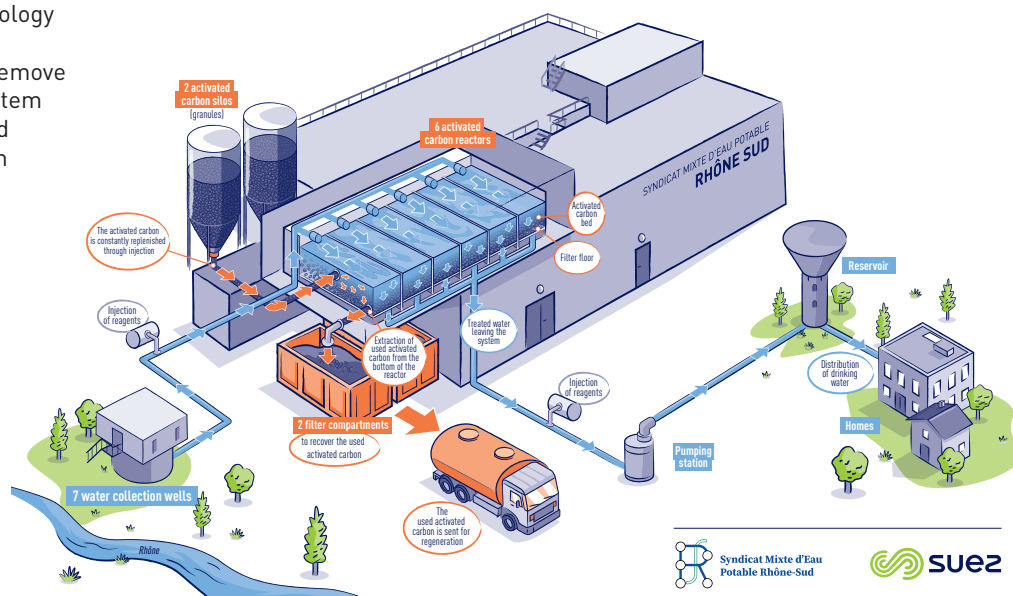 ology
emove
tem
d
n
2 activated
carbon silos
(granules)
6 activated
carbon reactors
SYNDICAT MIXTE D'EAU POTABLE
RHÔNE SUD
Activated
carbon
bed
Filter floor
The activated carbon
is constantly replenished
through injection
Injection
of reagents
Extraction of
used activated
carbon from the
bottom of the
reactor
Treated water
leaving the
system
Reservoir
Distribution
of drinking
water
Injection
of reagents
2 filter compartments
to recover the used
activated carbon
Homes
Pumping
station
7 water collection wells
The
used activated
carbon is sent for
regeneration
Rhône
Syndicat Mixte d'Eau
Potable Rhône-Sud
suez